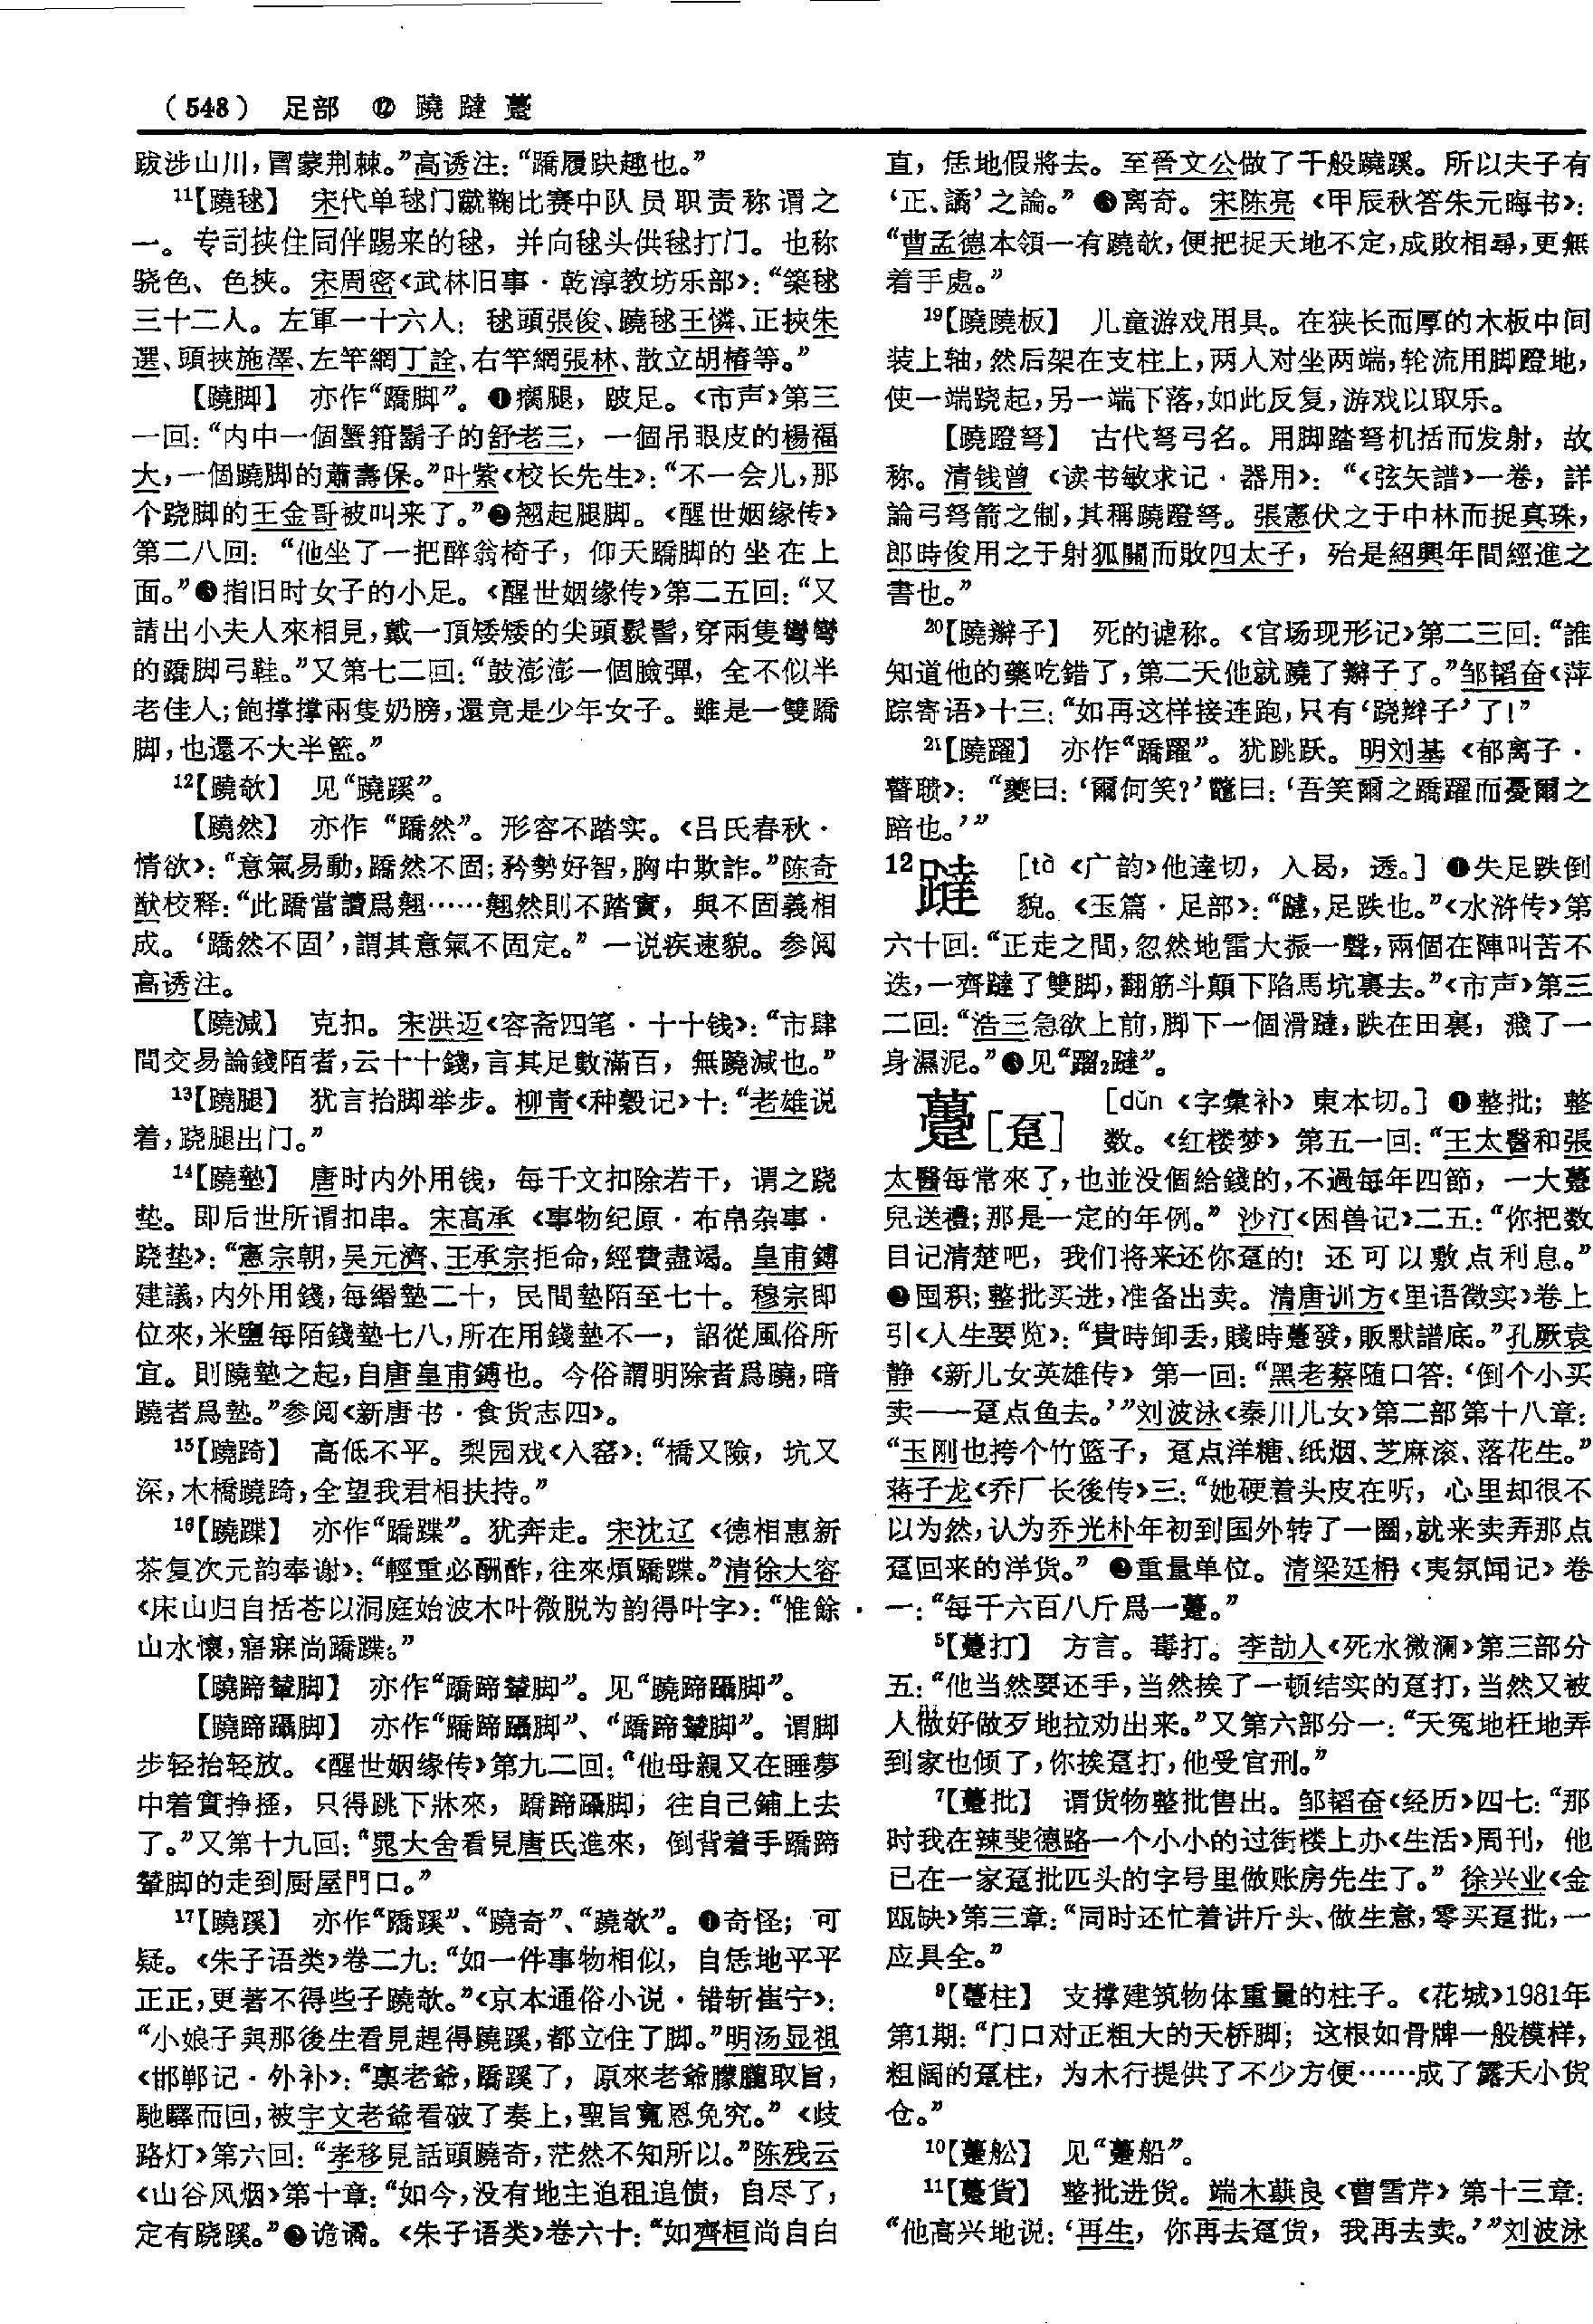 （548） 足部 ⑫ 蹺 躂 躉
跋涉山川，冒蒙荆棘。”高诱注：“蹻履趹趣也。”
11【蹺毬】 宋代单毬门蹴鞠比赛中队员职责称谓之
一。专司挟住同伴踢来的毬，并向毬头供毬打门。也称
骁色、色挟。宋周密《武林旧事·乾淳教坊乐部》：“築毬
三十二人。左軍一十六人：毬頭張俊、蹺毬王憐、正挾朱
選、頭挾施澤、左竿網丁詮、右竿網張林、散立胡椿等。”
【蹺脚】 亦作“蹻脚”。❶瘸腿，跛足。《市声》第三
一回：“内中一個蟹箝鬍子的舒老三，一個吊眼皮的楊福
大，一個蹺脚的蕭壽保。”叶紫《校长先生》：“不一会儿，那
个跷脚的王金哥被叫来了。”❷翘起腿脚。《醒世姻缘传》
第二八回：“他坐了一把醉翁椅子，仰天蹻脚的坐在上
面。”❸指旧时女子的小足。《醒世姻缘传》第二五回：“又
請出小夫人來相見，戴一頂矮矮的尖頭鬏髻，穿兩隻彎彎
的蹻脚弓鞋。”又第七二回：“鼓澎澎一個臉彈，全不似半
老佳人；飽撑撑兩隻奶膀，還竟是少年女子。雖是一雙蹻
脚，也還不大半籃。”
12【蹺欹】 见“蹺蹊”。
【蹺然】 亦作“蹻然”。形容不踏实。《吕氏春秋·
情欲》：“意氣易動，蹻然不固；矜勢好智，胸中欺詐。”陈奇
猷校释：“此蹻當讀爲翹……翹然則不踏實，與不固義相
成。‘蹻然不固’，謂其意氣不固定。”一说疾速貌。参阅
高诱注。
【蹺減】 克扣。宋洪迈《容斋四笔·十十钱》：“市肆
間交易論錢陌者，云十十錢，言其足數滿百，無蹺減也。”
13【蹺腿】 犹言抬脚举步。柳青《种穀记》十：“老雄说
着，跷腿出门。”
14【蹺墊】 唐时内外用钱，每千文扣除若干，谓之跷
垫。即后世所谓扣串。宋高承《事物纪原·布帛杂事·
跷垫》：“憲宗朝，吴元濟、王承宗拒命，經費盡竭。皇甫鎛
建議，内外用錢，每緡墊二十，民間墊陌至七十。穆宗即
位來，米鹽每陌錢墊七八，所在用錢墊不一，詔從風俗所
宜。則蹺墊之起，自唐皇甫鎛也。今俗謂明除者爲蹺，暗
蹺者爲墊。”参阅《新唐书·食货志四》。
15【蹺踦】 高低不平。梨园戏《入窑》：“橋又險，坑又
深，木橋蹺踦，全望我君相扶持。”
16【蹺蹀】 亦作“蹻蹀”。犹奔走。宋沈辽《德相惠新
茶复次元韵奉谢》：“輕重必酬酢，往來煩蹻蹀。”清徐大容
《床山归自括苍以洞庭始波木叶微脱为韵得叶字》：“惟餘
山水懷，寤寐尚蹻蹀。”
【蹺蹄輦脚】 亦作“蹻蹄輦脚”。见“蹺蹄躡脚”。
【蹺蹄躡脚】 亦作“蹻蹄躡脚”、“蹻蹄輦脚”。谓脚
步轻抬轻放。《醒世姻缘传》第九二回：“他母親又在睡夢
中着實挣挜，只得跳下牀來，蹻蹄躡脚，往自己鋪上去
了。”又第十九回：“晁大舍看見唐氏進來，倒背着手蹻蹄
輦脚的走到厨屋門口。”
17【蹺蹊】 亦作“蹻蹊”、“蹺奇”、“蹺欹”。❶奇怪；可
疑。《朱子语类》卷二九：“如一件事物相似，自恁地平平
正正，更著不得些子蹺欹。”《京本通俗小说·错斩崔宁》：
“小娘子與那後生看見趕得蹺蹊，都立住了脚。”明汤显祖
《邯郸记·外补》：“禀老爺，蹻蹊了，原來老爺朦朧取旨，
馳驛而回，被宇文老爺看破了奏上，聖旨寬恩免究。”《歧
路灯》第六回：“孝移見話頭蹺奇，茫然不知所以。”陈残云
《山谷风烟》第十章：“如今，没有地主追租追债，自尽了，
定有跷蹊。”❷诡谲。《朱子语类》卷六十：“如齊桓尚自白
直，恁地假將去。至晉文公做了千般蹺蹊。所以夫子有
‘正、譎’之論。”❸离奇。宋陈亮《甲辰秋答朱元晦书》：
“曹孟德本領一有蹺欹，便把捉天地不定，成敗相尋，更無
着手處。”
19【蹺蹺板】 儿童游戏用具。在狭长而厚的木板中间
装上轴，然后架在支柱上，两人对坐两端，轮流用脚蹬地，
使一端跷起，另一端下落，如此反复，游戏以取乐。
【蹺蹬弩】 古代弩弓名。用脚踏弩机括而发射，故
称。清钱曾《读书敏求记·器用》：“《弦矢譜》一卷，詳
論弓弩箭之制，其稱蹺蹬弩。張憲伏之于中林而捉真珠，
郎時俊用之于射狐關而敗四太子，殆是紹興年間經進之
書也。”
20【蹺辮子】 死的谑称。《官场现形记》第二三回：“誰
知道他的藥吃錯了，第二天他就蹺了辮子了。”邹韬奋《萍
踪寄语》十三：“如再这样接连跑，只有‘跷辫子’了！”
21【蹺躍】 亦作“蹻躍”。犹跳跃。明刘基《郁离子·
瞽聩》：“夔曰：‘爾何笑？’鼈曰：‘吾笑爾之蹻躍而憂爾之
踣也。’”
12躂 ［tà《广韵》他達切，入曷，透。］❶失足跌倒
貌。《玉篇·足部》：“躂，足跌也。”《水浒传》第
六十回：“正走之間，忽然地雷大振一聲，兩個在陣叫苦不
迭，一齊躂了雙脚，翻筋斗顛下陷馬坑裏去。”《市声》第三
二回：“浩三急欲上前，脚下一個滑躂，跌在田裏，濺了一
身濕泥。”❸见“蹓2躂”。
躉［趸］ ［dǔn《字彙补》東本切。］❶整批；整
数。《红楼梦》第五一回：“王太醫和張
太醫每常來了，也並没個給錢的，不過每年四節，一大躉
兒送禮；那是一定的年例。”沙汀《困兽记》二五：“你把数
目记清楚吧，我们将来还你趸的！还可以敷点利息。”
❷囤积；整批买进，准备出卖。清唐训方《里语徵实》卷上
引《人生要览》：“貴時卸丢，賤時躉發，販默譜底。”孔厥袁
静《新儿女英雄传》第一回：“黑老蔡随口答：‘倒个小买
卖——趸点鱼去。’”刘波泳《秦川儿女》第二部第十八章：
“玉刚也挎个竹篮子，趸点洋糖、纸烟、芝麻滚、落花生。”
蒋子龙《乔厂长後传》三：“她硬着头皮在听，心里却很不
以为然，认为乔光朴年初到国外转了一圈，就来卖弄那点
趸回来的洋货。”❷重量单位。清梁廷枏《夷氛闻记》卷
一：“每千六百八斤爲一躉。”
5【躉打】 方言。毒打。李劼人《死水微澜》第三部分
五：“他当然要还手，当然挨了一顿结实的趸打，当然又被
人做好做歹地拉劝出来。”又第六部分一：“天冤地枉地弄
到家也倾了，你挨趸打，他受官刑。”
7【躉批】 谓货物整批售出。邹韬奋《经历》四七：“那
时我在辣斐德路一个小小的过街楼上办《生活》周刊，他
已在一家趸批匹头的字号里做账房先生了。”徐兴业《金
瓯缺》第三章：“同时还忙着讲斤头、做生意，零买趸批，一
应具全。”
9【躉柱】 支撑建筑物体重量的柱子。《花城》1981年
第1期：“门口对正粗大的天桥脚；这根如骨牌一般模样，
粗阔的趸柱，为木行提供了不少方便……成了露天小货
仓。”
10【躉舩】 见“躉船”。
11【躉貨】 整批进货。端木蕻良《曹雪芹》第十三章：
“他高兴地说：‘再生，你再去趸货，我再去卖。’”刘波泳